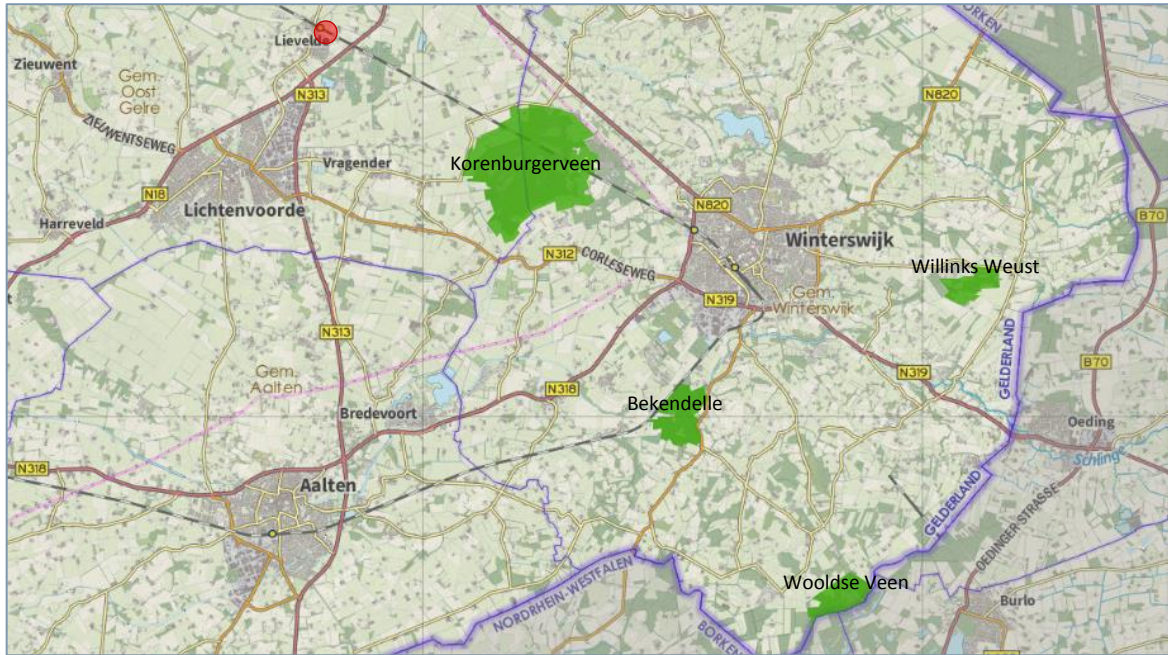 BORKEN
Lievelde
Zieuwent
Gem.
Oost
Gelre
N313
N820
N820
ZIEUWENTSEWEG
Vragender
Korenburgerveen
N18
Lichtenvoorde
Harreveld
N820
B70
Winterswijk
N312
CORLESEWEG
Willinks Weust
N319
Gem.
Winterswijk
N313
GELDERLAND
B70
Gem.
Aalten
N319
N318
Bekendelle
Bredevoort
Oeding
Schlinge
N318
Aalten
GELDERLAND
OEDINGER STRASSE
Wooldse Veen
NORDRHEIN-WESTFALEN
BORKEN
Burlo